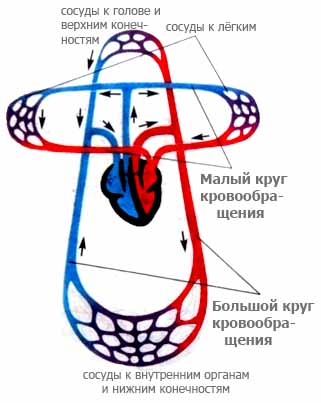 сосуды к голове и
верхним конеч-
ностям
сосуды к лёгким
Малый круг
кровообра-
щения
Большой круг
кровообра-
щения
сосуды к внутренним органам
и нижним конечностям